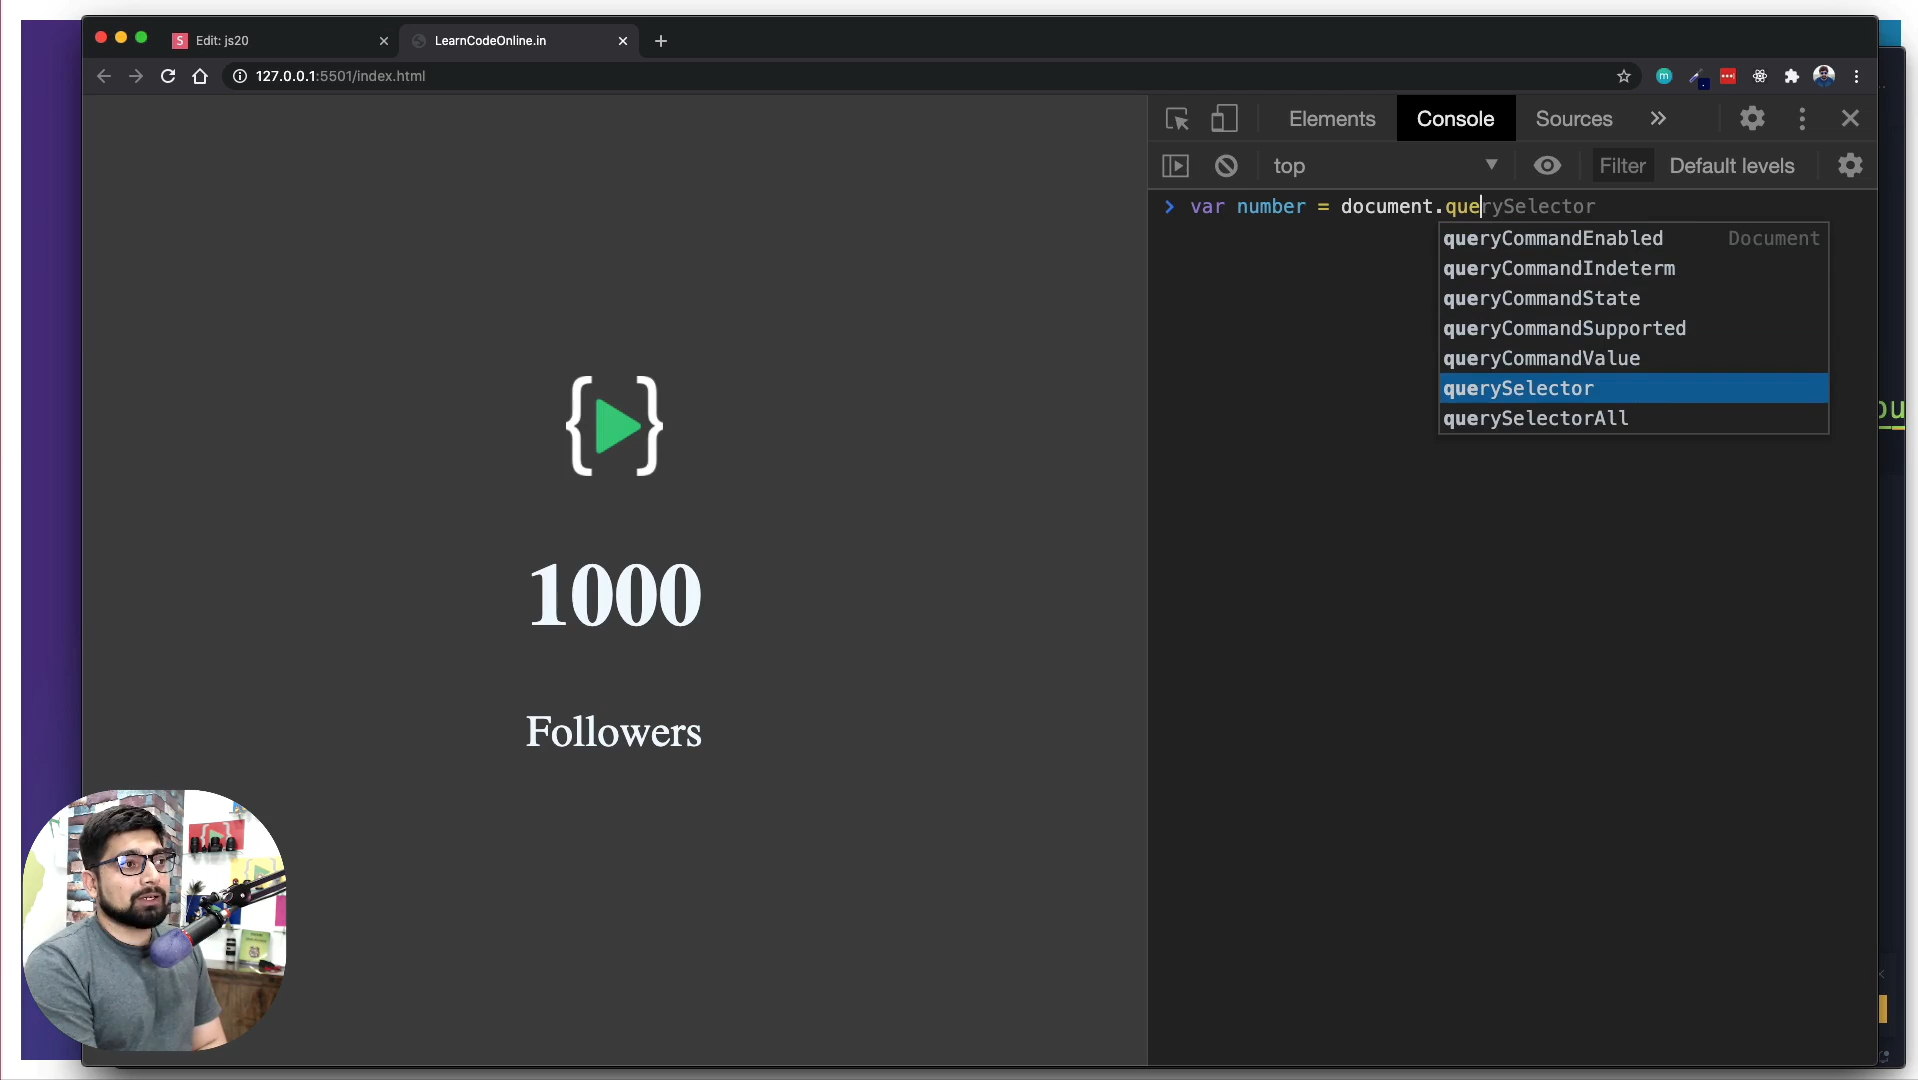 S Edit: js20
LearnCodeOnline.in
127.0.0.1:5501/index.html
m
Elements Console Sources
top Filter Default levels
> var number = document.querySelector
queryCommandEnabled Document
queryCommandIndeterm
queryCommandState
queryCommandSupported
queryCommandValue
querySelector
querySelectorAll
ou
1000
Followers